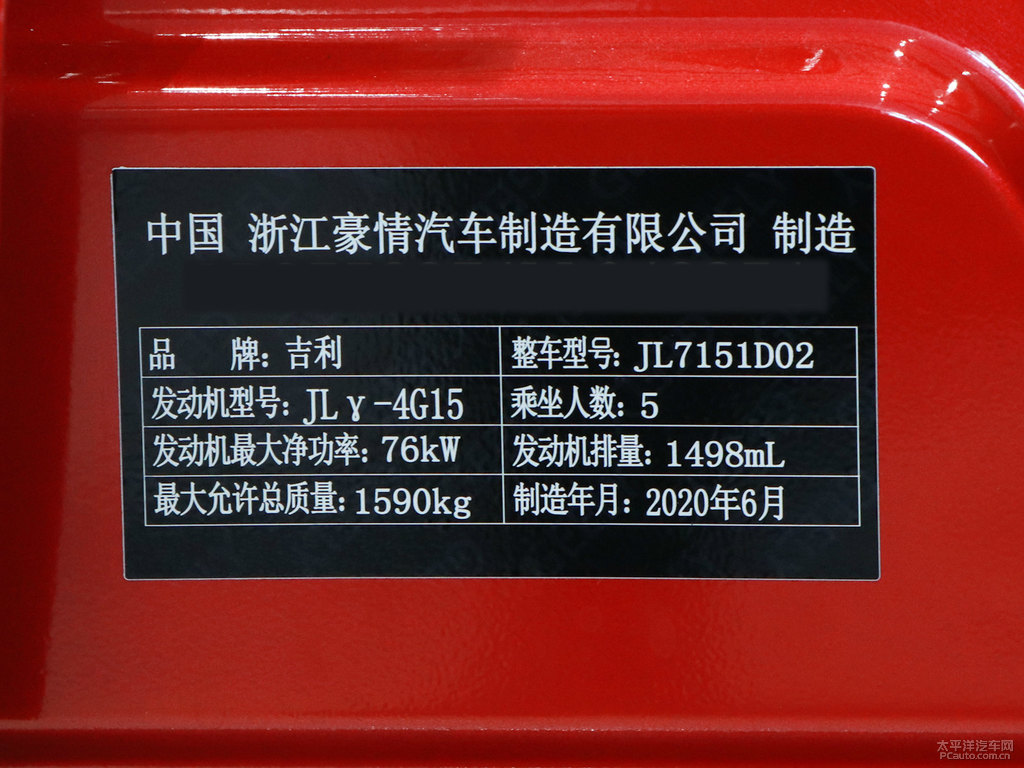 中国 浙江豪情汽车制造有限公司 制造
品 牌: 吉利 整车型号: JL7151D02
发动机型号: JLγ-4G15 乘坐人数: 5
发动机最大净功率: 76kW 发动机排量: 1498mL
最大允许总质量: 1590kg 制造年月: 2020年6月
太平洋汽车网
PCauto.com.cn